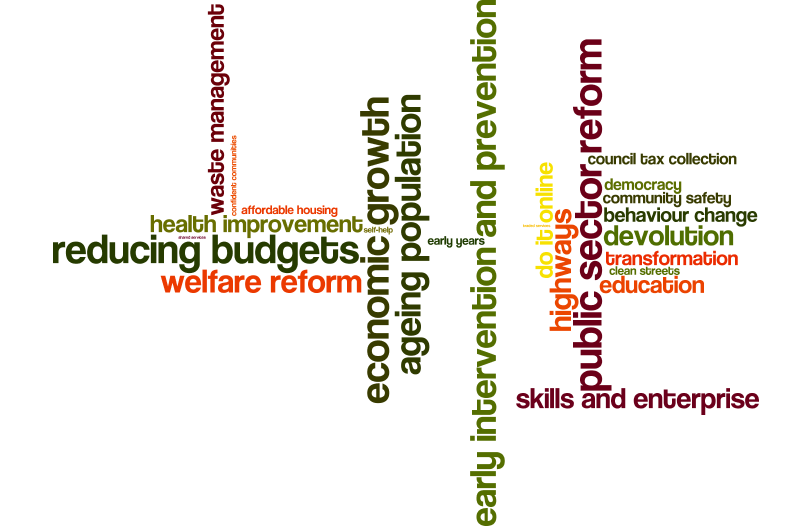 waste management
confident communities
affordable housing
health improvement
self-help
shared services
reducing budgets.
welfare reform
economic growth
ageing population
early years
early intervention and prevention
do it online
highways
public sector reform
council tax collection
democracy
community safety
behaviour change
devolution
transformation
clean streets
education
skills and enterprise